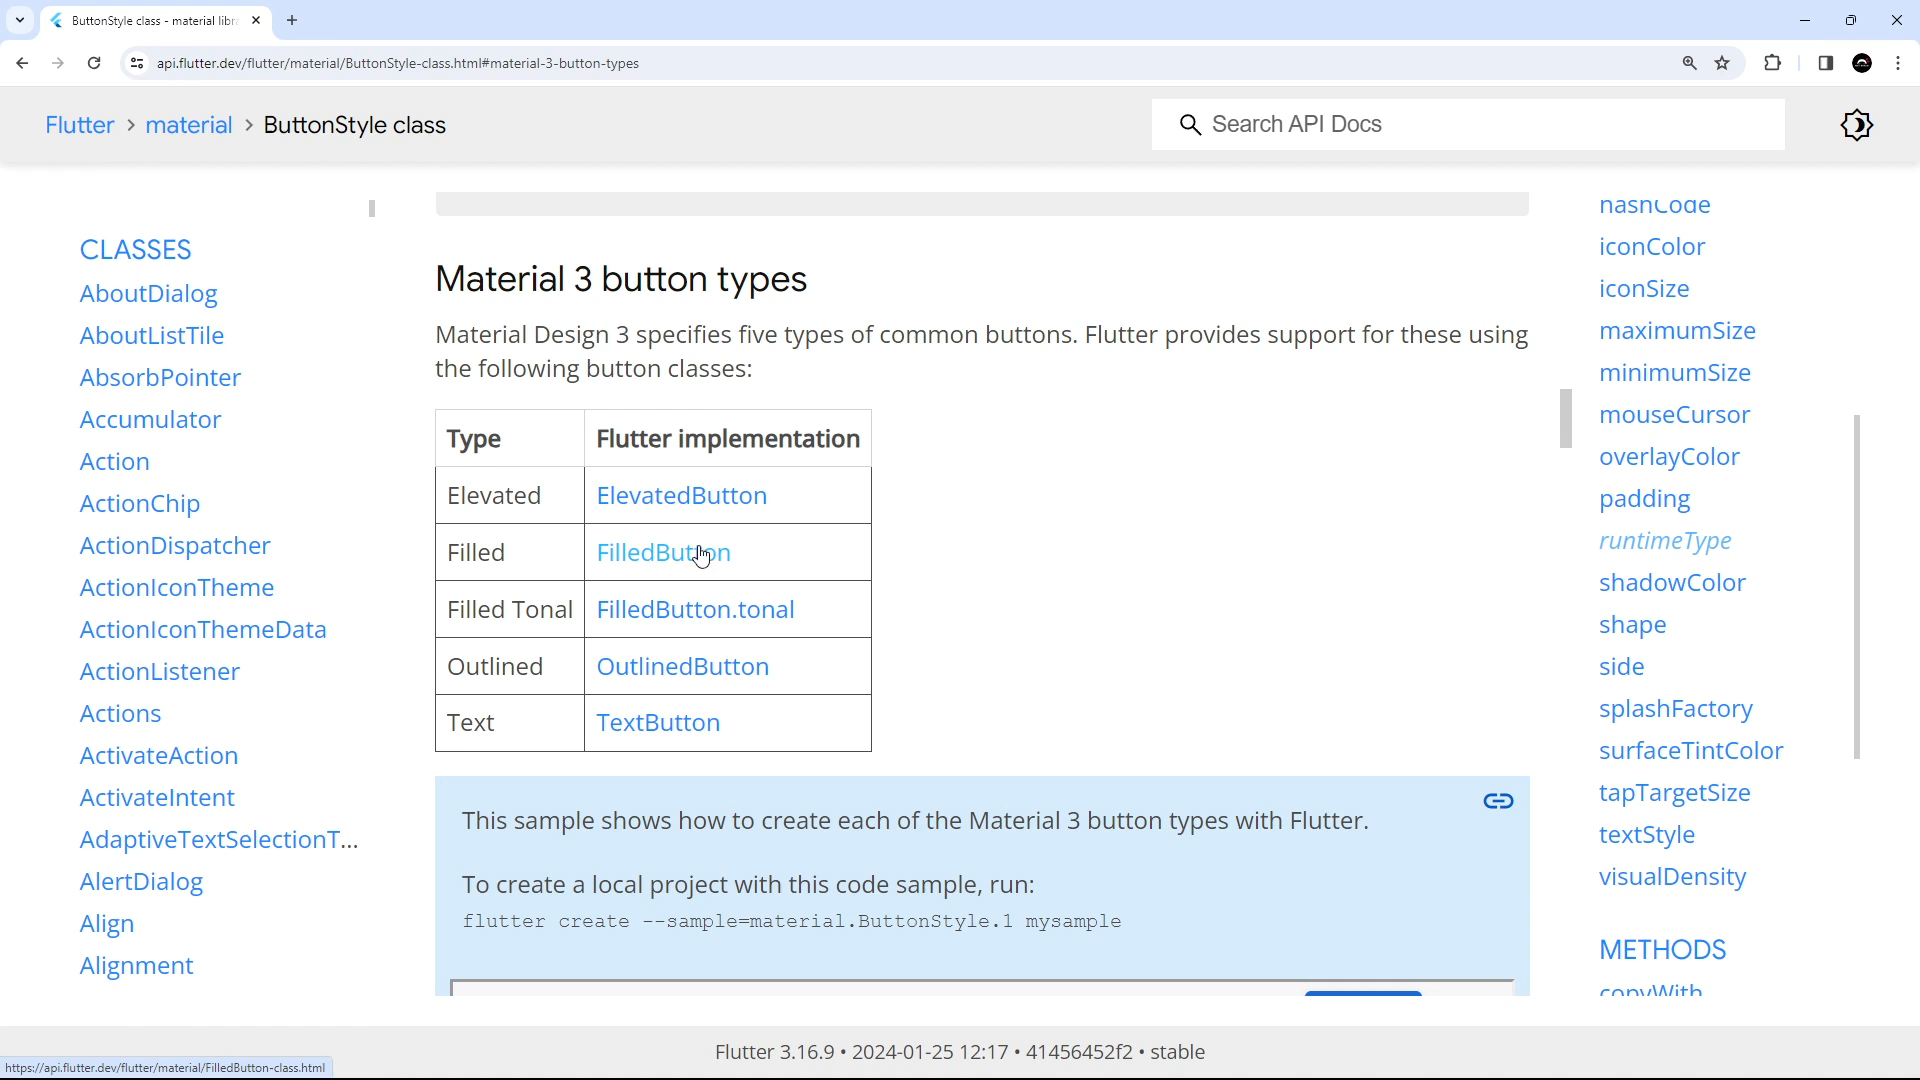 ButtonStyle class - material libr
api.flutter.dev/flutter/material/ButtonStyle-class.html#material-3-button-types
Flutter > material > ButtonStyle class
Search API Docs
CLASSES
AboutDialog
AboutListTile
AbsorbPointer
Accumulator
Action
ActionChip
ActionDispatcher
ActionIconTheme
ActionIconThemeData
ActionListener
Actions
ActivateAction
ActivateIntent
AdaptiveTextSelectionT...
AlertDialog
Align
Alignment
Material 3 button types
Material Design 3 specifies five types of common buttons. Flutter provides support for these using
the following button classes:
Type Flutter implementation
Elevated ElevatedButton
Filled FilledButton
Filled Tonal FilledButton.tonal
Outlined OutlinedButton
Text TextButton
This sample shows how to create each of the Material 3 button types with Flutter.
To create a local project with this code sample, run:
flutter create --sample=material.ButtonStyle.1 mysample
hashCode
iconColor
iconSize
maximumSize
minimumSize
mouseCursor
overlayColor
padding
runtimeType
shadowColor
shape
side
splashFactory
surfaceTintColor
tapTargetSize
textStyle
visualDensity
METHODS
copyWith
Flutter 3.16.9 • 2024-01-25 12:17 • 41456452f2 • stable
https://api.flutter.dev/flutter/material/FilledButton-class.html